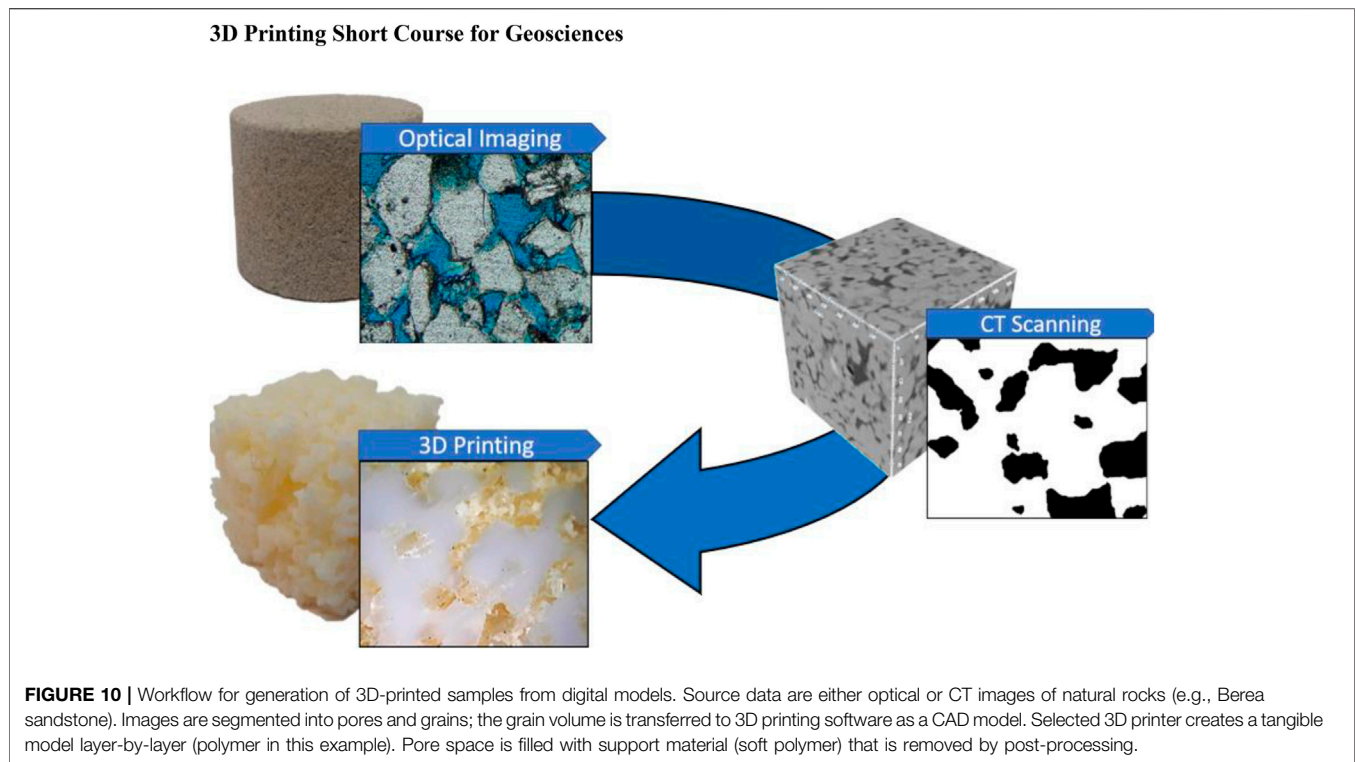 3D Printing Short Course for Geosciences
Optical Imaging
CT Scanning
3D Printing
FIGURE 10 | Workflow for generation of 3D-printed samples from digital models. Source data are either optical or CT images of natural rocks (e.g., Berea
sandstone). Images are segmented into pores and grains; the grain volume is transferred to 3D printing software as a CAD model. Selected 3D printer creates a tangible
model layer-by-layer (polymer in this example). Pore space is filled with support material (soft polymer) that is removed by post-processing.